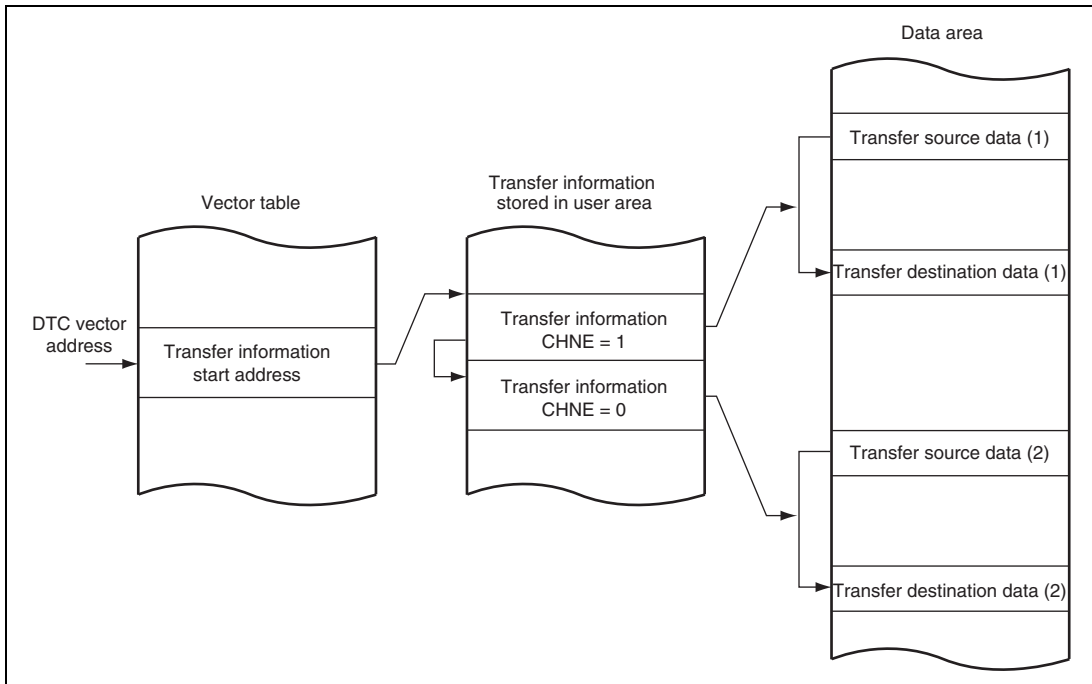 Data area
Transfer source data (1)
Transfer information
stored in user area
Vector table
Transfer destination data (1)
DTC vector
address
Transfer information
start address
Transfer information
CHNE = 1
Transfer information
CHNE = 0
Transfer source data (2)
Transfer destination data (2)